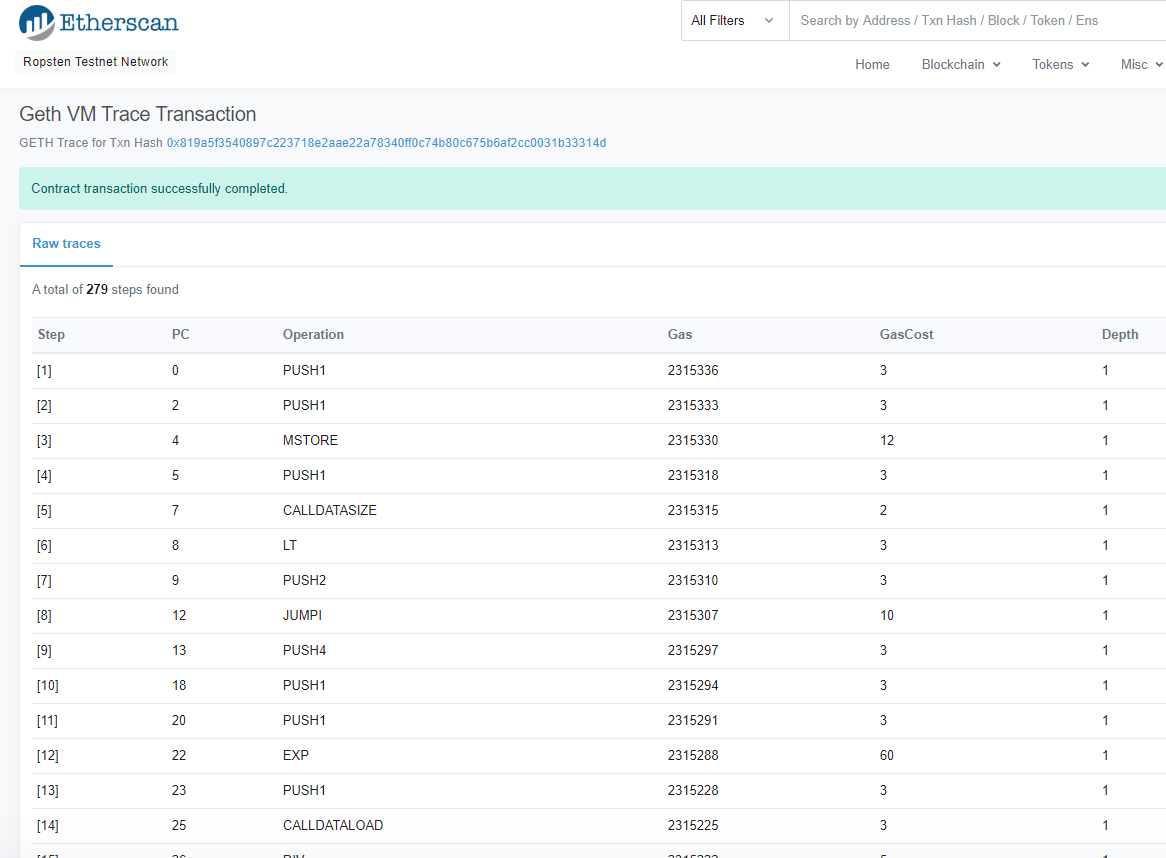 Etherscan
All Filters
Search by Address / Txn Hash / Block / Token / Ens
Ropsten Testnet Network
Home Blockchain Tokens Misc
Geth VM Trace Transaction
GETH Trace for Txn Hash 0x819a5f3540897c223718e2aae22a78340ff0c74b80c675b6af2cc0031b33314d
Contract transaction successfully completed.
Raw traces
A total of 279 steps found
Step PC Operation Gas GasCost Depth
[1] 0 PUSH1 2315336 3 1
[2] 2 PUSH1 2315333 3 1
[3] 4 MSTORE 2315330 12 1
[4] 5 PUSH1 2315318 3 1
[5] 7 CALLDATASIZE 2315315 2 1
[6] 8 LT 2315313 3 1
[7] 9 PUSH2 2315310 3 1
[8] 12 JUMPI 2315307 10 1
[9] 13 PUSH4 2315297 3 1
[10] 18 PUSH1 2315294 3 1
[11] 20 PUSH1 2315291 3 1
[12] 22 EXP 2315288 60 1
[13] 23 PUSH1 2315228 3 1
[14] 25 CALLDATALOAD 2315225 3 1